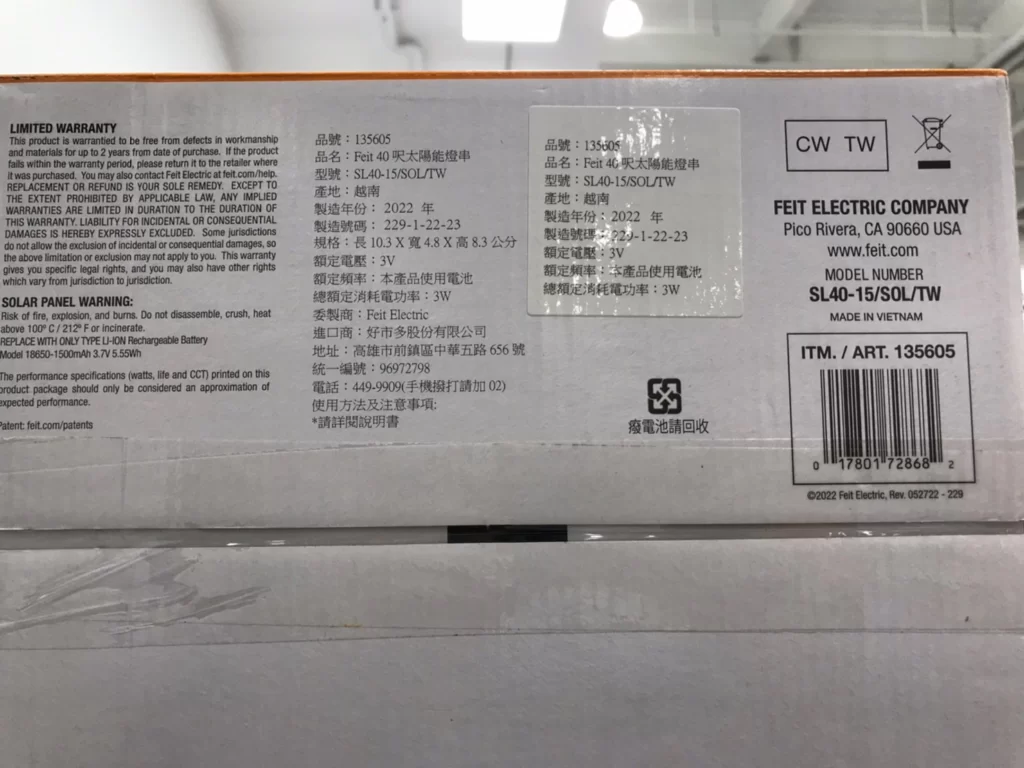 LIMITED WARRANTY
This product is warrantied to be free from defects in workmanship
and materials for up to 2 years from date of purchase. If the product
fails within the warranty period, please return it to the retailer where
it was purchased. You may also contact Feit Electric at feit.com/help.
REPLACEMENT OR REFUND IS YOUR SOLE REMEDY. EXCEPT TO
THE EXTENT PROHIBITED BY APPLICABLE LAW, ANY IMPLIED
WARRANTIES ARE LIMITED IN DURATION TO THE DURATION OF
THIS WARRANTY. LIABILITY FOR INCIDENTAL OR CONSEQUENTIAL
DAMAGES IS HEREBY EXPRESSLY EXCLUDED. Some jurisdictions
do not allow the exclusion of incidental or consequential damages, so
the above limitation or exclusion may not apply to you. This warranty
gives you specific legal rights, and you may also have other rights
which vary from jurisdiction to jurisdiction.
SOLAR PANEL WARNING:
Risk of fire, explosion, and burns. Do not disassemble, crush, heat
above 100° C / 212° F or incinerate.
REPLACE WITH ONLY TYPE LI-ION Rechargeable Battery
Model 18650-1500mAh 3.7V 5.55Wh
The performance specifications (watts, life and CCT) printed on this
product package should only be considered an approximation of
expected performance.
Patent: feit.com/patents
品號：135605
品名：Feit 40 呎太陽能燈串
型號：SL40-15/SOL/TW
產地：越南
製造年份： 2022 年
製造號碼： 229-1-22-23
規格：長 10.3 X 寬 4.8 X 高 8.3 公分
額定電壓：3V
額定頻率：本產品使用電池
總額定消耗電功率：3W
委製商：Feit Electric
進口商：好市多股份有限公司
地址：高雄市前鎮區中華五路 656 號
統一編號：96972798
電話：449-9909(手機撥打請加 02)
使用方法及注意事項:
*請詳閱說明書
品號：135605
品名：Feit 40 呎太陽能燈串
型號：SL40-15/SOL/TW
產地：越南
製造年份：2022 年
製造號碼：229-1-22-23
額定電壓：3V
額定頻率：本產品使用電池
總額定消耗電功率：3W
廢電池請回收
CW TW
FEIT ELECTRIC COMPANY
Pico Rivera, CA 90660 USA
www.feit.com
MODEL NUMBER
SL40-15/SOL/TW
MADE IN VIETNAM
ITM. / ART. 135605
0 17801 72868 2
©2022 Feit Electric, Rev. 052722 - 229